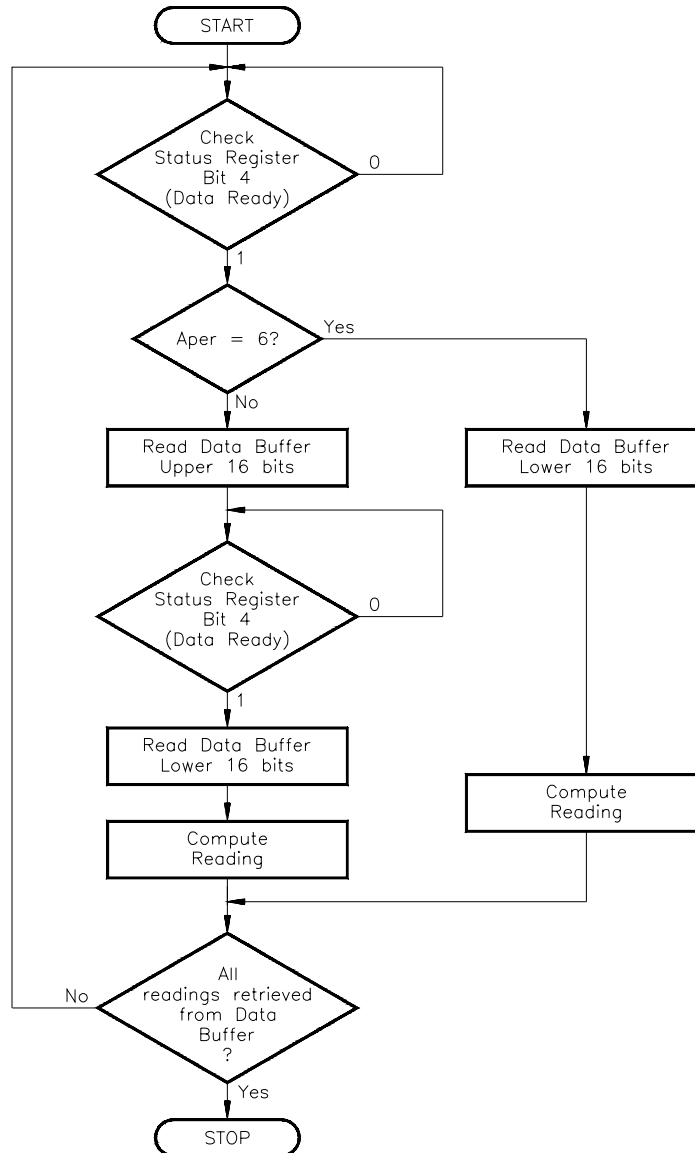 START
Check
Status Register
Bit 4
(Data Ready)
0
1
Aper = 6?
Yes
No
Read Data Buffer
Upper 16 bits
Read Data Buffer
Lower 16 bits
Check
Status Register
Bit 4
(Data Ready)
0
1
Read Data Buffer
Lower 16 bits
Compute
Reading
Compute
Reading
All
readings retrieved
from Data
Buffer
?
No
Yes
STOP